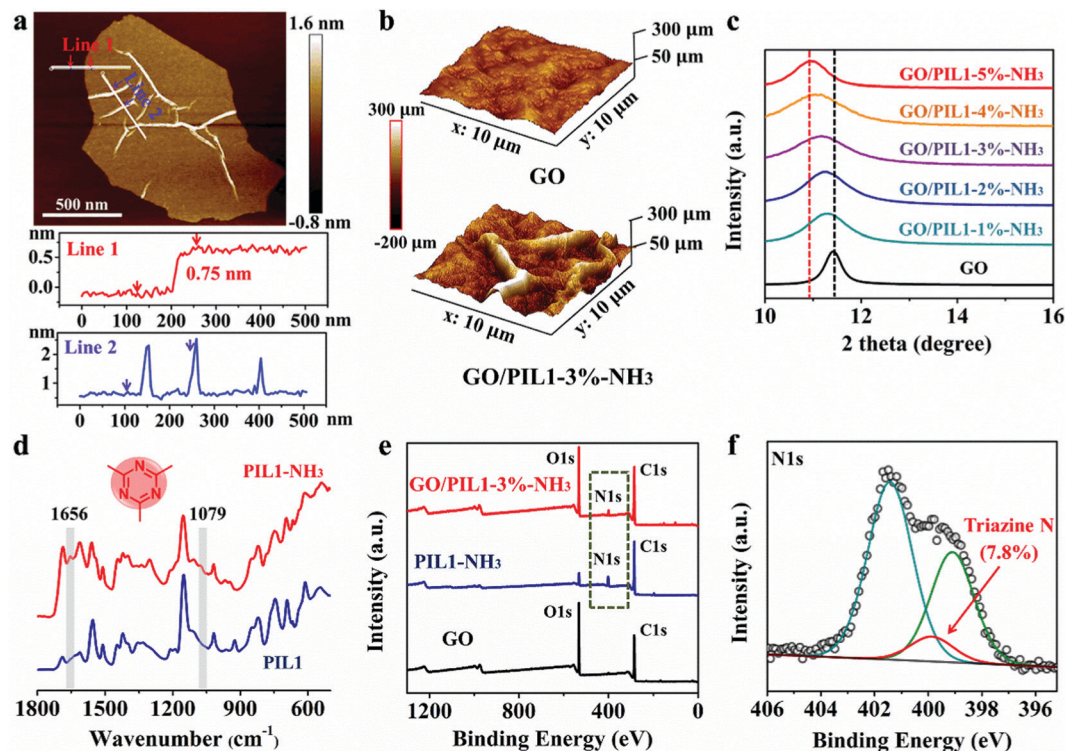 a
Line 1
Line 2
500 nm
1.6 nm
-0.8 nm
nm
Line 1
0.75 nm
0.5
0.0
0 100 200 300 400 500 nm
nm
Line 2
2
1
0 50 100 150 200 250 300 nm
b
300 μm
50 μm
x: 10 μm
y: 10 μm
GO
300 μm
-200 μm
300 μm
50 μm
x: 10 μm
y: 10 μm
GO/PIL1-3%-NH3
c
Intensity (a.u.)
GO/PIL1-5%-NH3
GO/PIL1-4%-NH3
GO/PIL1-3%-NH3
GO/PIL1-2%-NH3
GO/PIL1-1%-NH3
GO
10 12 14 16
2 theta (degree)
d
Intensity (a.u.)
N
N
N
PIL1-NH3
1656
1079
PIL1
1800 1500 1200 900 600
Wavenumber (cm-1)
e
Intensity (a.u.)
O1s
C1s
GO/PIL1-3%-NH3
N1s
C1s
PIL1-NH3
N1s
O1s
C1s
GO
1200 800 400 0
Binding Energy (eV)
f
Intensity (a.u.)
N1s
Triazine N
(7.8%)
406 404 402 400 398 396
Binding Energy (eV)